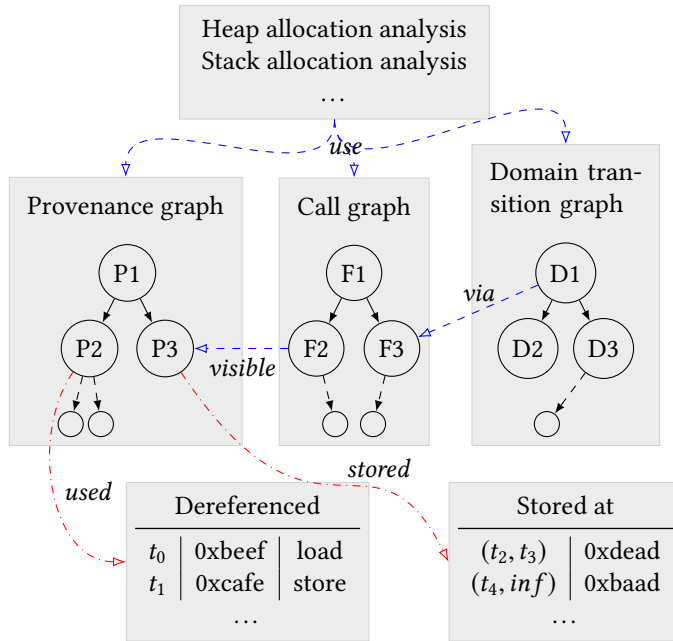 Heap allocation analysis
Stack allocation analysis
...
use
Provenance graph
Call graph
Domain tran-
sition graph
P1
F1
D1
via
P2
P3
visible
F2
F3
D2
D3
used
stored
Dereferenced
t0 0xbeef load
t1 0xcafe store
...
Stored at
(t2, t3) 0xdead
(t4, inf) 0xbaad
...